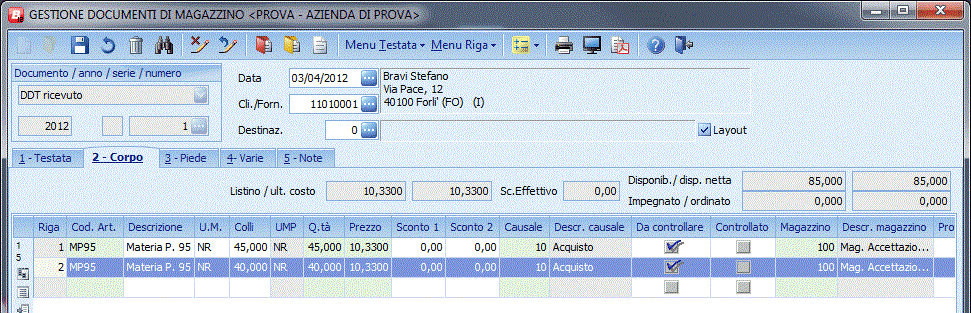 GESTIONE DOCUMENTI DI MAGAZZINO <PROVA - AZIENDA DI PROVA>
Menu Testata Menu Riga
Documento / anno / serie / numero
DDT ricevuto
2012 1
Data 03/04/2012
Cli./Forn. 11010001
Destinaz. 0
Bravi Stefano
Via Pace, 12
40100 Forli' (FO) (I)
Layout
1 - Testata 2 - Corpo 3 - Piede 4- Varie 5 - Note
Listino / ult. costo 10,3300 10,3300 Sc.Effettivo 0,00
Disponib./ disp. netta 85,000 85,000
Impegnato / ordinato 0,000 0,000
Riga Cod. Art. Descrizione U.M. Colli UMP Q.tà Prezzo Sconto 1 Sconto 2 Causale Descr. causale Da controllare Controllato Magazzino Descr. magazzino Pro
1 MP95 Materia P. 95 NR 45,000 NR 45,000 10,3300 0,00 0,00 10 Acquisto 100 Mag. Accettazio...
2 MP95 Materia P. 95 NR 40,000 NR 40,000 10,3300 0,00 0,00 10 Acquisto 100 Mag. Accettazio...
1
5